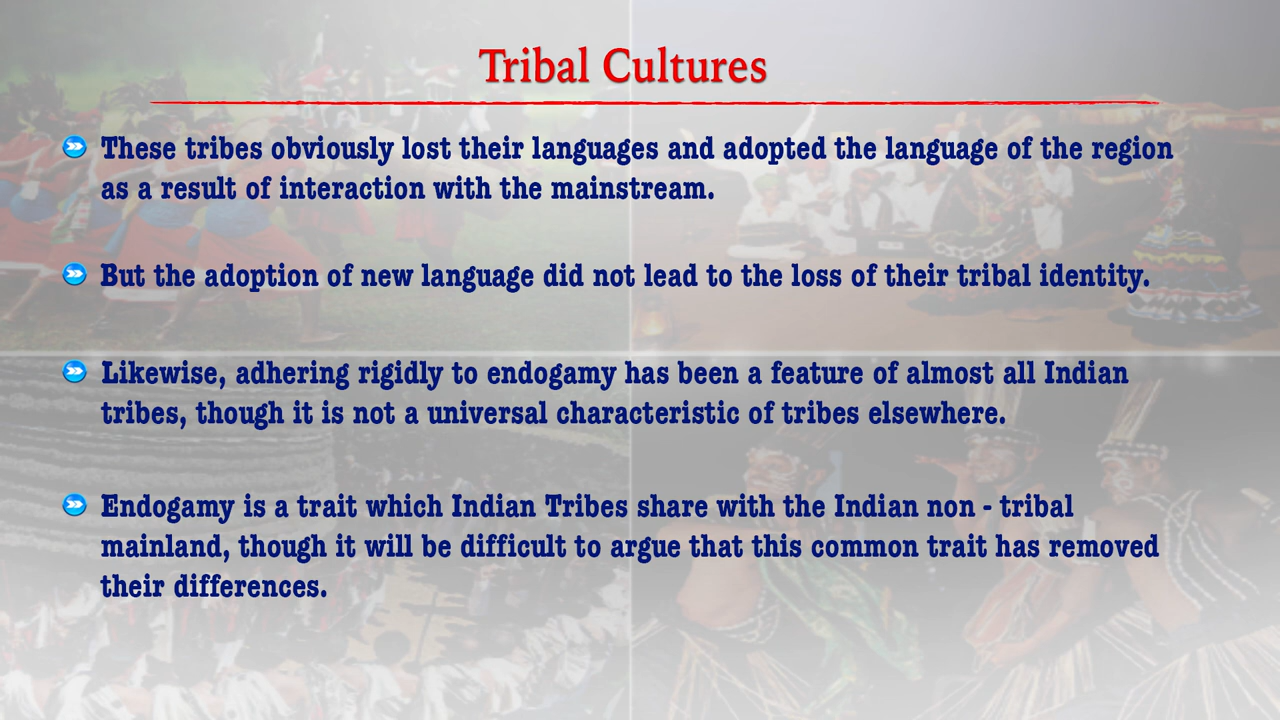 Tribal Cultures
These tribes obviously lost their languages and adopted the language of the region
as a result of interaction with the mainstream.
But the adoption of new language did not lead to the loss of their tribal identity.
Likewise, adhering rigidly to endogamy has been a feature of almost all Indian
tribes, though it is not a universal characteristic of tribes elsewhere.
Endogamy is a trait which Indian Tribes share with the Indian non - tribal
mainland, though it will be difficult to argue that this common trait has removed
their differences.